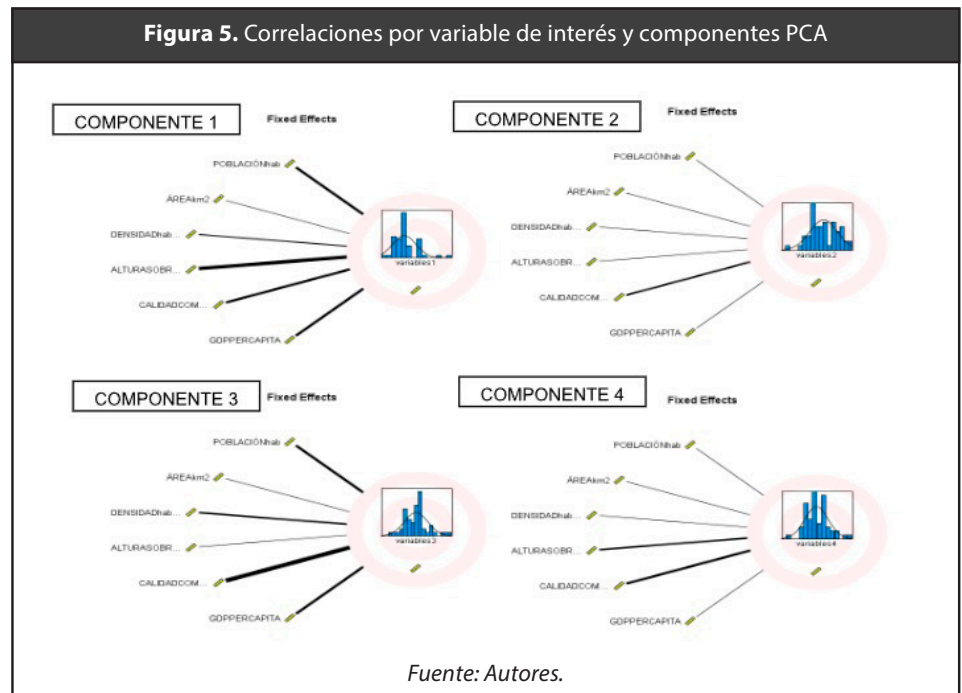 Figura 5. Correlaciones por variable de interés y componentes PCA
COMPONENTE 1
Fixed Effects
POBLACIÓNhab
ÁREAkm2
DENSIDADhab...
ALTURASOBR...
CALIDADCOM...
GDPPERCAPITA
variables1
COMPONENTE 2
Fixed Effects
POBLACIÓNhab
ÁREAkm2
DENSIDADhab...
ALTURASOBR...
CALIDADCOM...
GDPPERCAPITA
variables2
COMPONENTE 3
Fixed Effects
POBLACIÓNhab
ÁREAkm2
DENSIDADhab...
ALTURASOBR...
CALIDADCOM...
GDPPERCAPITA
variables3
COMPONENTE 4
Fixed Effects
POBLACIÓNhab
ÁREAkm2
DENSIDADhab...
ALTURASOBR...
CALIDADCOM...
GDPPERCAPITA
variables4
Fuente: Autores.